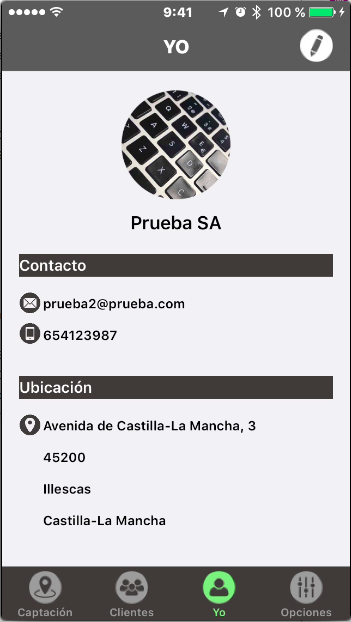 9:41
100 %
YO
Prueba SA
Contacto
prueba2@prueba.com
654123987
Ubicación
Avenida de Castilla-La Mancha, 3
45200
Illescas
Castilla-La Mancha
Captación Clientes Yo Opciones